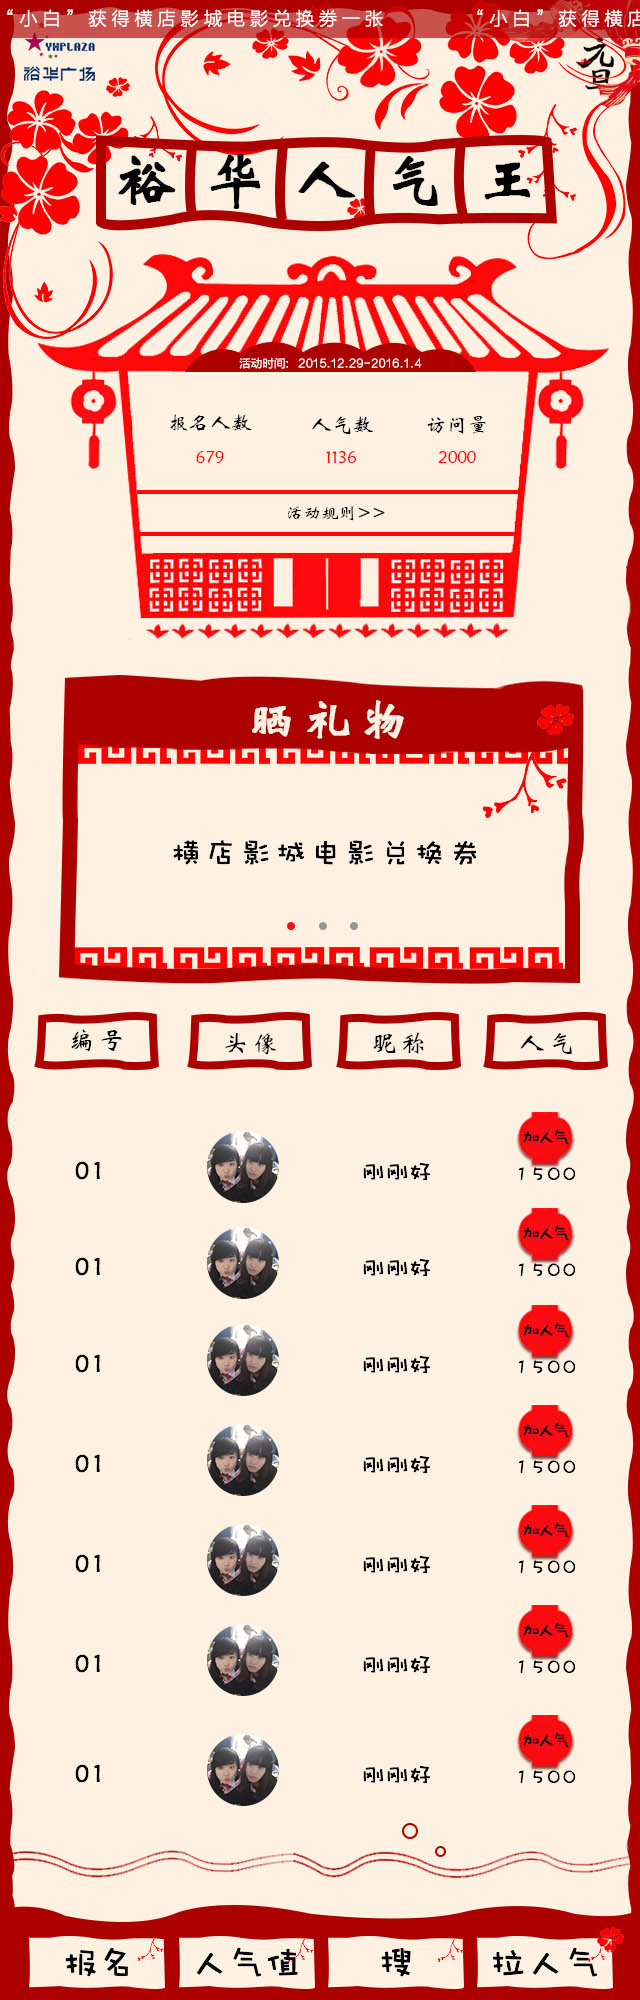 “小白”获得横店影城电影兑换券一张 “小白”获得横店
YHPLAZA
裕华广场
元旦
裕华人气王
活动时间：2015.12.29-2016.1.4
报名人数 人气数 访问量
679 1136 2000
活动规则>>
晒礼物
横店影城电影兑换券
编号 头像 昵称 人气
加人气
01 刚刚好 1500
加人气
01 刚刚好 1500
加人气
01 刚刚好 1500
加人气
01 刚刚好 1500
加人气
01 刚刚好 1500
加人气
01 刚刚好 1500
加人气
01 刚刚好 1500
报名 人气值 搜 拉人气